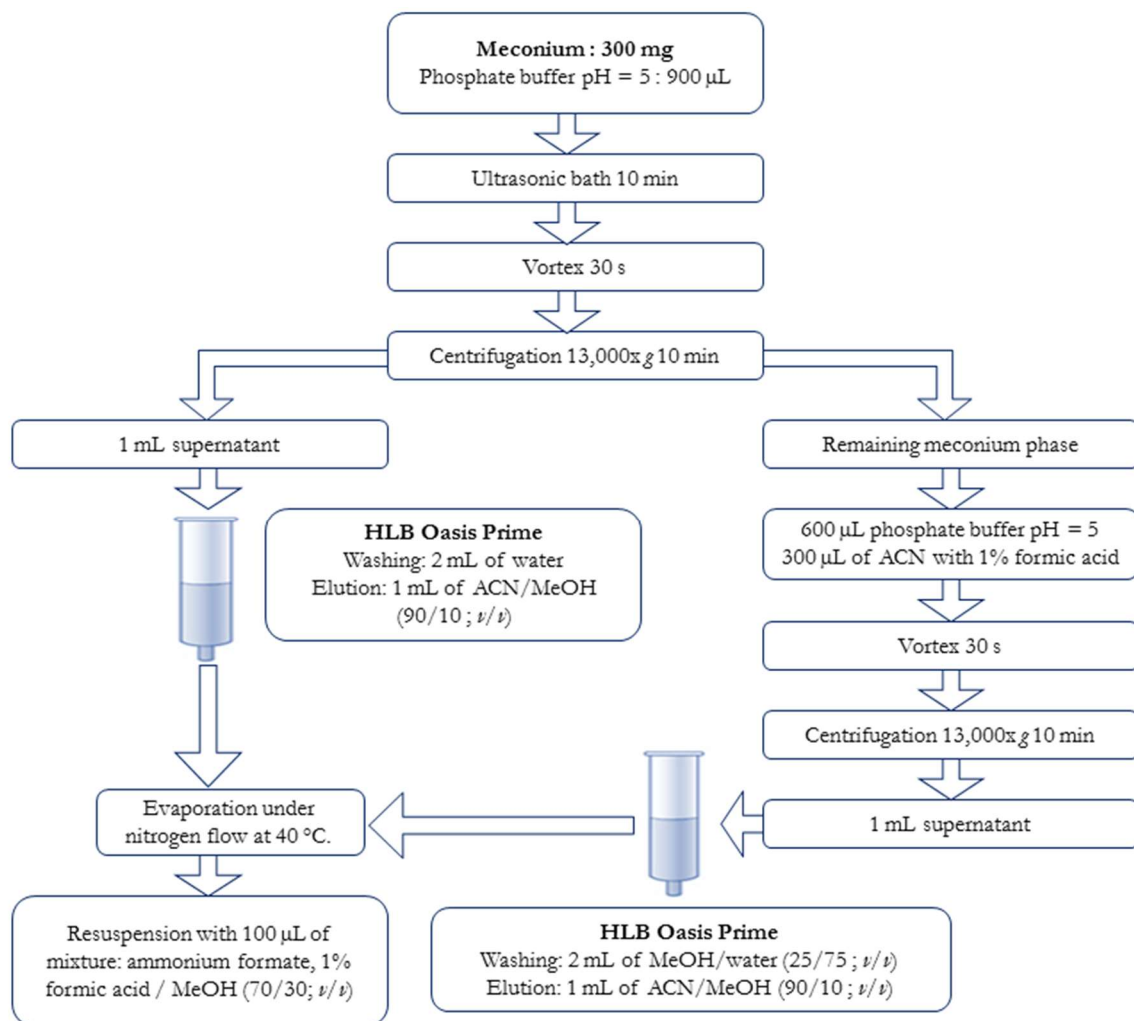 Meconium : 300 mg
Phosphate buffer pH = 5 : 900 µL
Ultrasonic bath 10 min
Vortex 30 s
Centrifugation 13,000x g 10 min
1 mL supernatant
HLB Oasis Prime
Washing: 2 mL of water
Elution: 1 mL of ACN/MeOH
(90/10 ; v/v)
Remaining meconium phase
600 µL phosphate buffer pH = 5
300 µL of ACN with 1% formic acid
Vortex 30 s
Centrifugation 13,000x g 10 min
1 mL supernatant
HLB Oasis Prime
Washing: 2 mL of MeOH/water (25/75 ; v/v)
Elution: 1 mL of ACN/MeOH (90/10 ; v/v)
Evaporation under
nitrogen flow at 40 °C.
Resuspension with 100 µL of
mixture: ammonium formate, 1%
formic acid / MeOH (70/30; v/v)